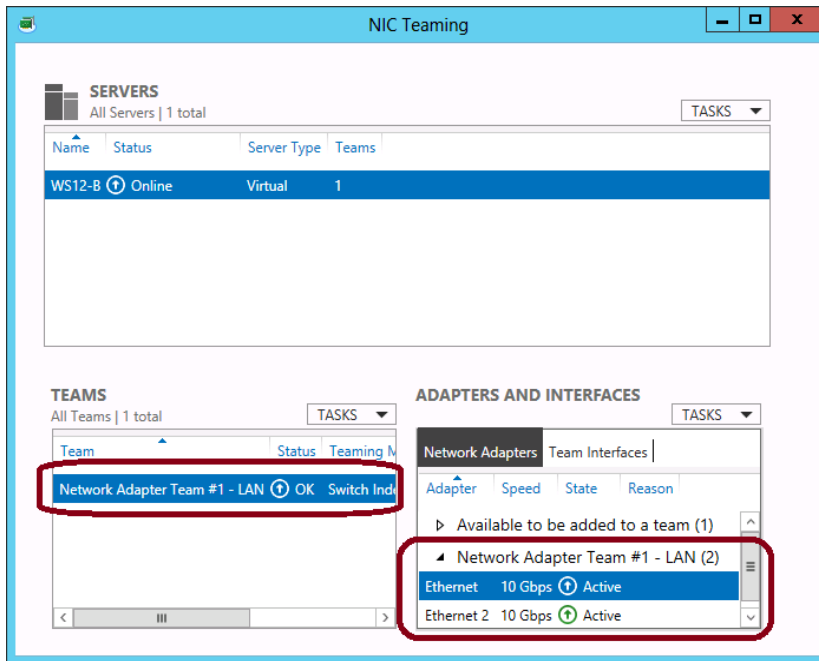 NIC Teaming
SERVERS
All Servers | 1 total
TASKS
Name Status Server Type Teams
WS12-B Online Virtual 1
TEAMS
All Teams | 1 total
TASKS
Team Status Teaming M
Network Adapter Team #1 - LAN OK Switch Inde
ADAPTERS AND INTERFACES
TASKS
Network Adapters Team Interfaces
Adapter Speed State Reason
Available to be added to a team (1)
Network Adapter Team #1 - LAN (2)
Ethernet 10 Gbps Active
Ethernet 2 10 Gbps Active